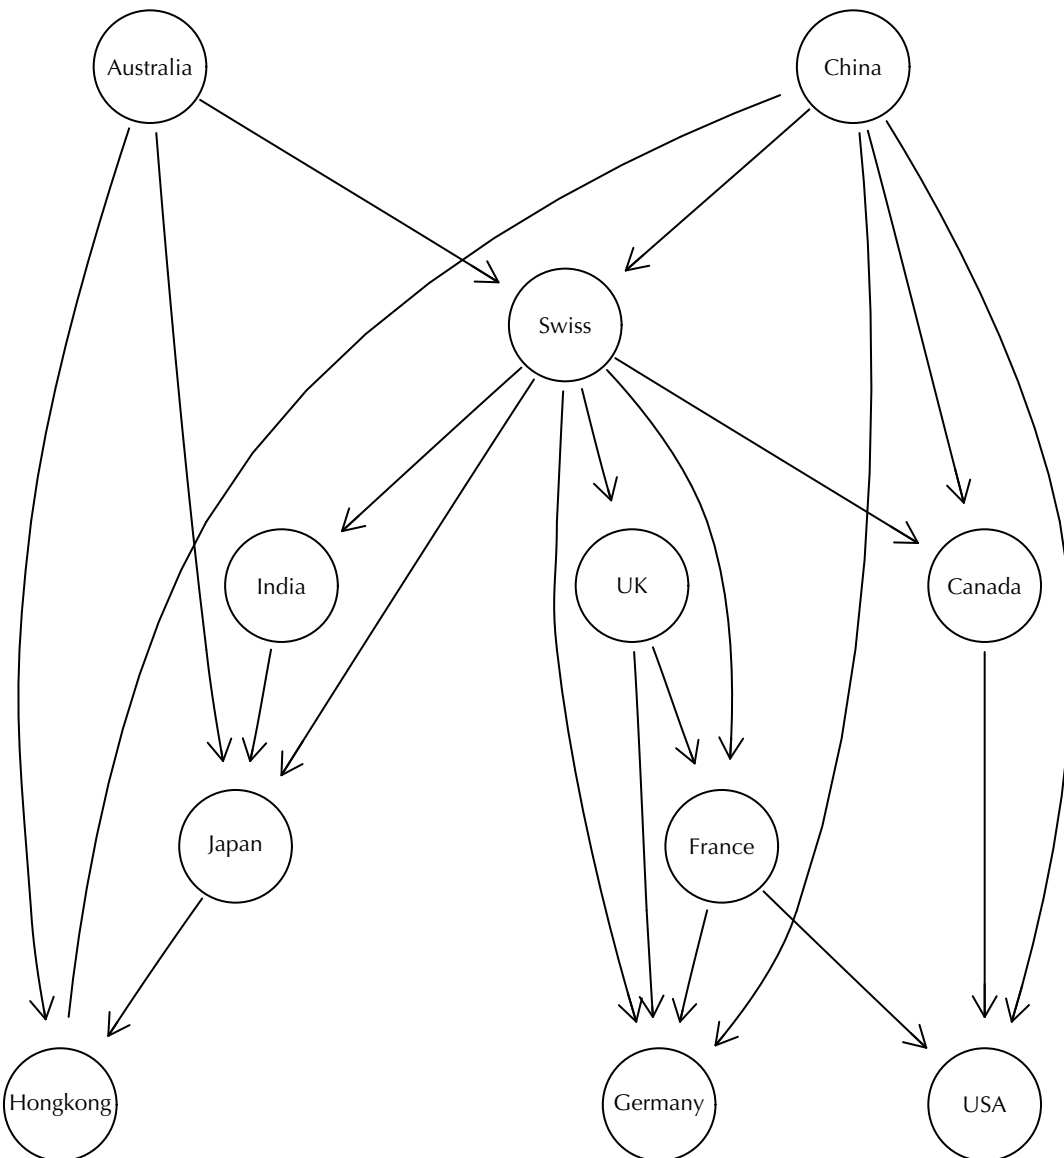 Australia
China
Swiss
India
UK
Canada
Japan
France
Hongkong
Germany
USA